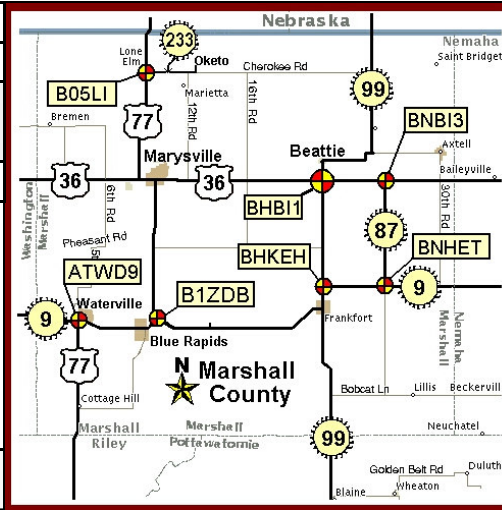 Nebraska
233
Nemaha
Lone
Elm
Oketo
Cherokee Rd
Saint Bridget
B05LI
Marietta
12th Rd
16th Rd
99
Bremen
77
BNBI3
Axtell
Marysville
Beattie
Baileyville
36
36
Washington
Marshall
6th Rd
BHBI1
30th Rd
87
Pheasant Rd
5t
BHKEH
BNHET
ATWD9
B1ZDB
9
Waterville
9
Frankfort
Blue Rapids
77
N
Marshall
County
Marshall
Nemaha
Bobcat Ln
Lillis
Beckervill
Cottage Hill
Marshall
Riley
Marshall
Pottawatomie
99
Neuchatel
Golden Belt Rd
Duluth
Wheaton
Blaine